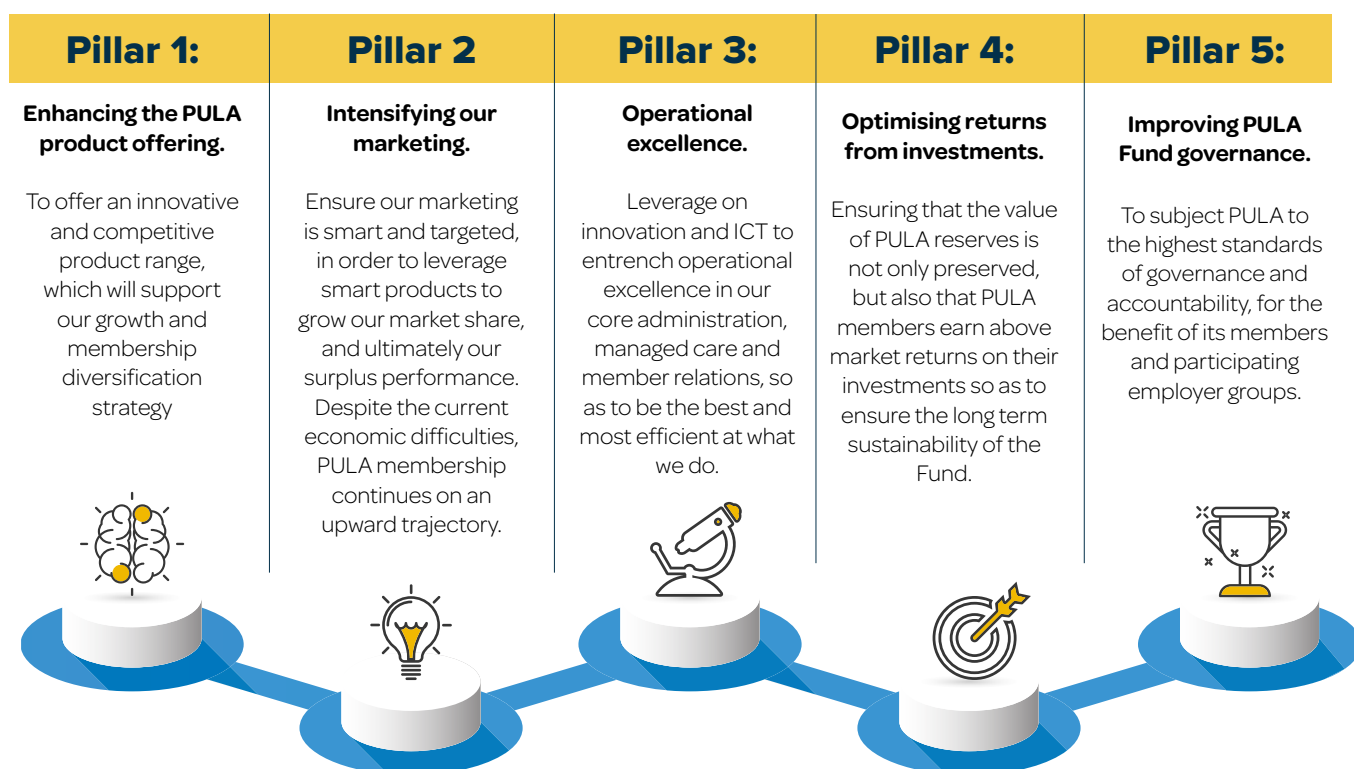 Pillar 1:
Enhancing the PULA
product offering.
To offer an innovative
and competitive
product range,
which will support
our growth and
membership
diversification
strategy
Pillar 2
Intensifying our
marketing.
Ensure our marketing
is smart and targeted,
in order to leverage
smart products to
grow our market share,
and ultimately our
surplus performance.
Despite the current
economic difficulties,
PULA membership
continues on an
upward trajectory.
Pillar 3:
Operational
excellence.
Leverage on
innovation and ICT to
entrench operational
excellence in our
core administration,
managed care and
member relations, so
as to be the best and
most efficient at what
we do.
Pillar 4:
Optimising returns
from investments.
Ensuring that the value
of PULA reserves is
not only preserved,
but also that PULA
members earn above
market returns on their
investments so as to
ensure the long term
sustainability of the
Fund.
Pillar 5:
Improving PULA
Fund governance.
To subject PULA to
the highest standards
of governance and
accountability, for the
benefit of its members
and participating
employer groups.